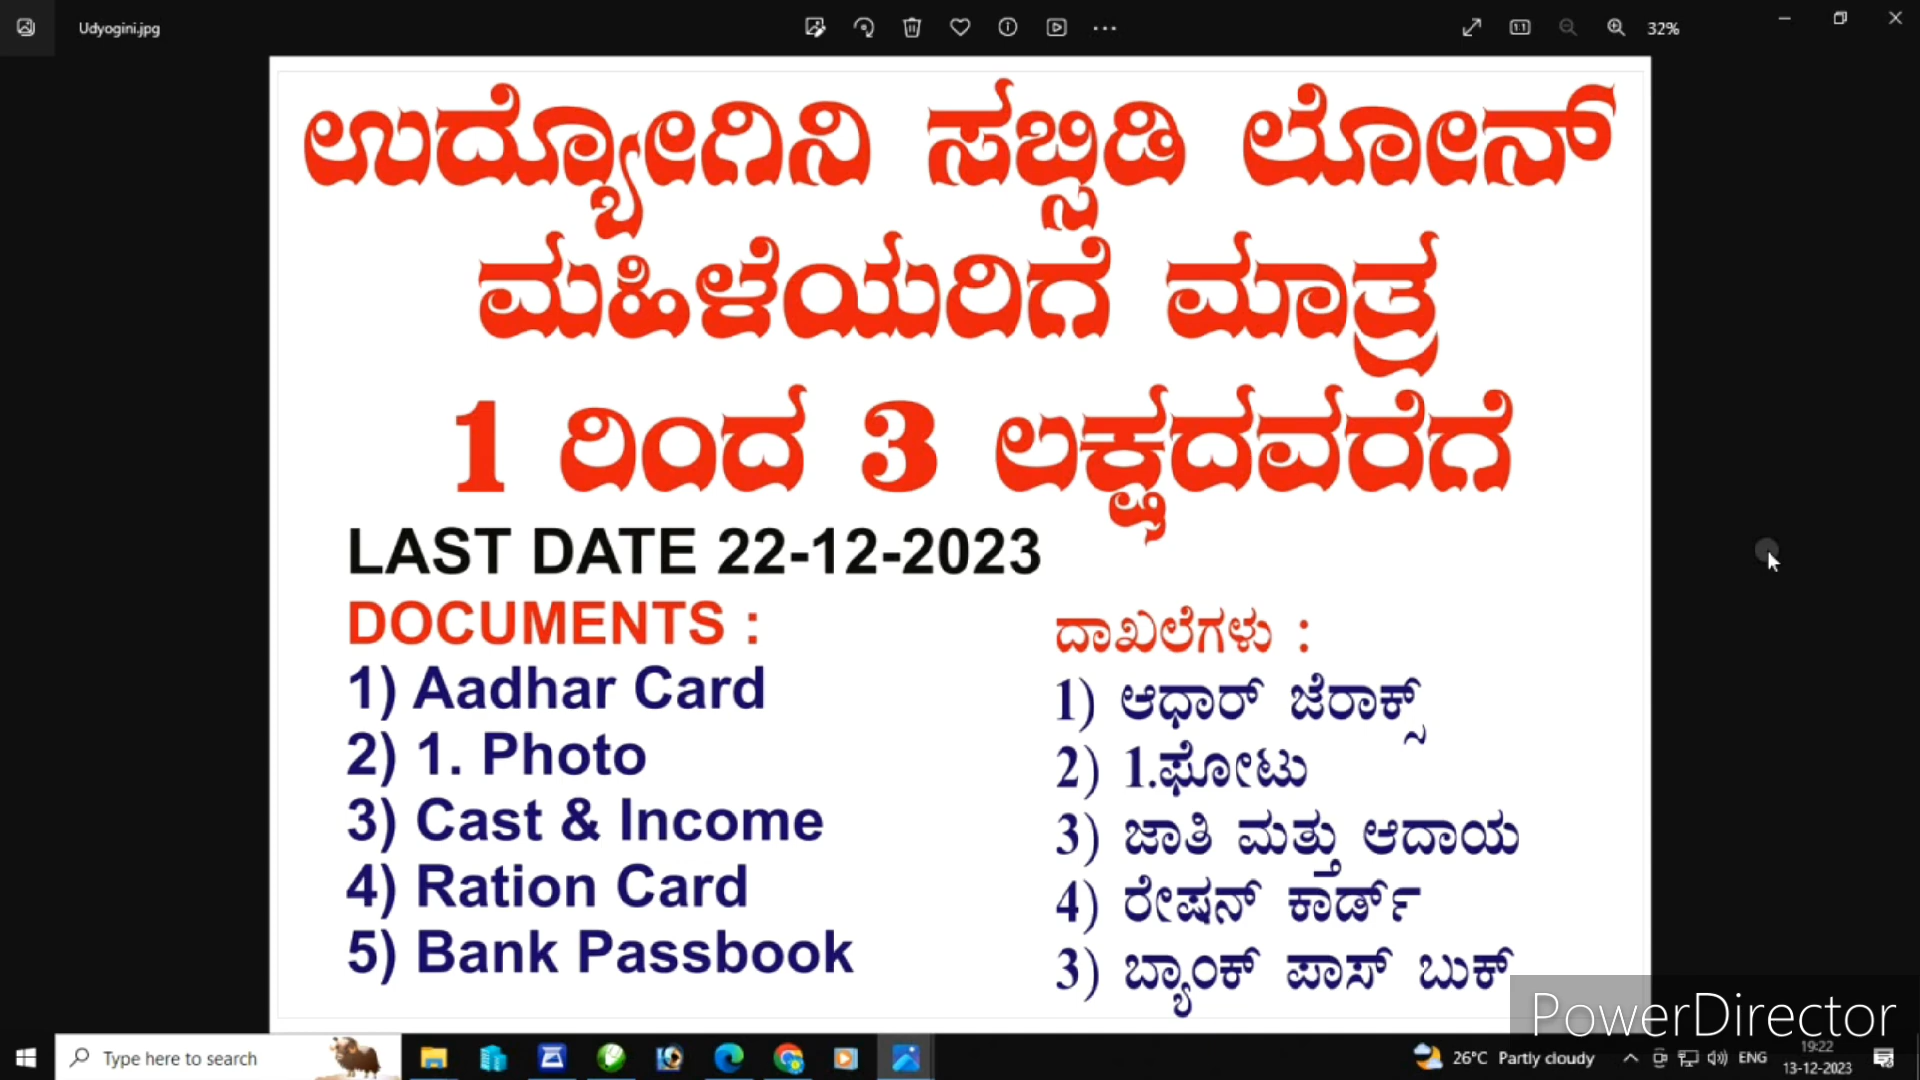 Udyogini.jpg
32%
ಉದ್ಯೋಗಿನಿ ಸಬ್ಸಿಡಿ ಲೋನ್
ಮಹಿಳೆಯರಿಗೆ ಮಾತ್ರ
1 ರಿಂದ 3 ಲಕ್ಷದವರೆಗೆ
LAST DATE 22-12-2023
DOCUMENTS :
1) Aadhar Card
2) 1. Photo
3) Cast & Income
4) Ration Card
5) Bank Passbook
ದಾಖಲೆಗಳು :
1) ಆಧಾರ್ ಜೆರಾಕ್ಸ್
2) 1.ಫೋಟು
3) ಜಾತಿ ಮತ್ತು ಆದಾಯ
4) ರೇಷನ್ ಕಾರ್ಡ್
3) ಬ್ಯಾಂಕ್ ಪಾಸ್ ಬುಕ್
PowerDirector
Type here to search
26°C Partly cloudy
ENG
19:22
13-12-2023